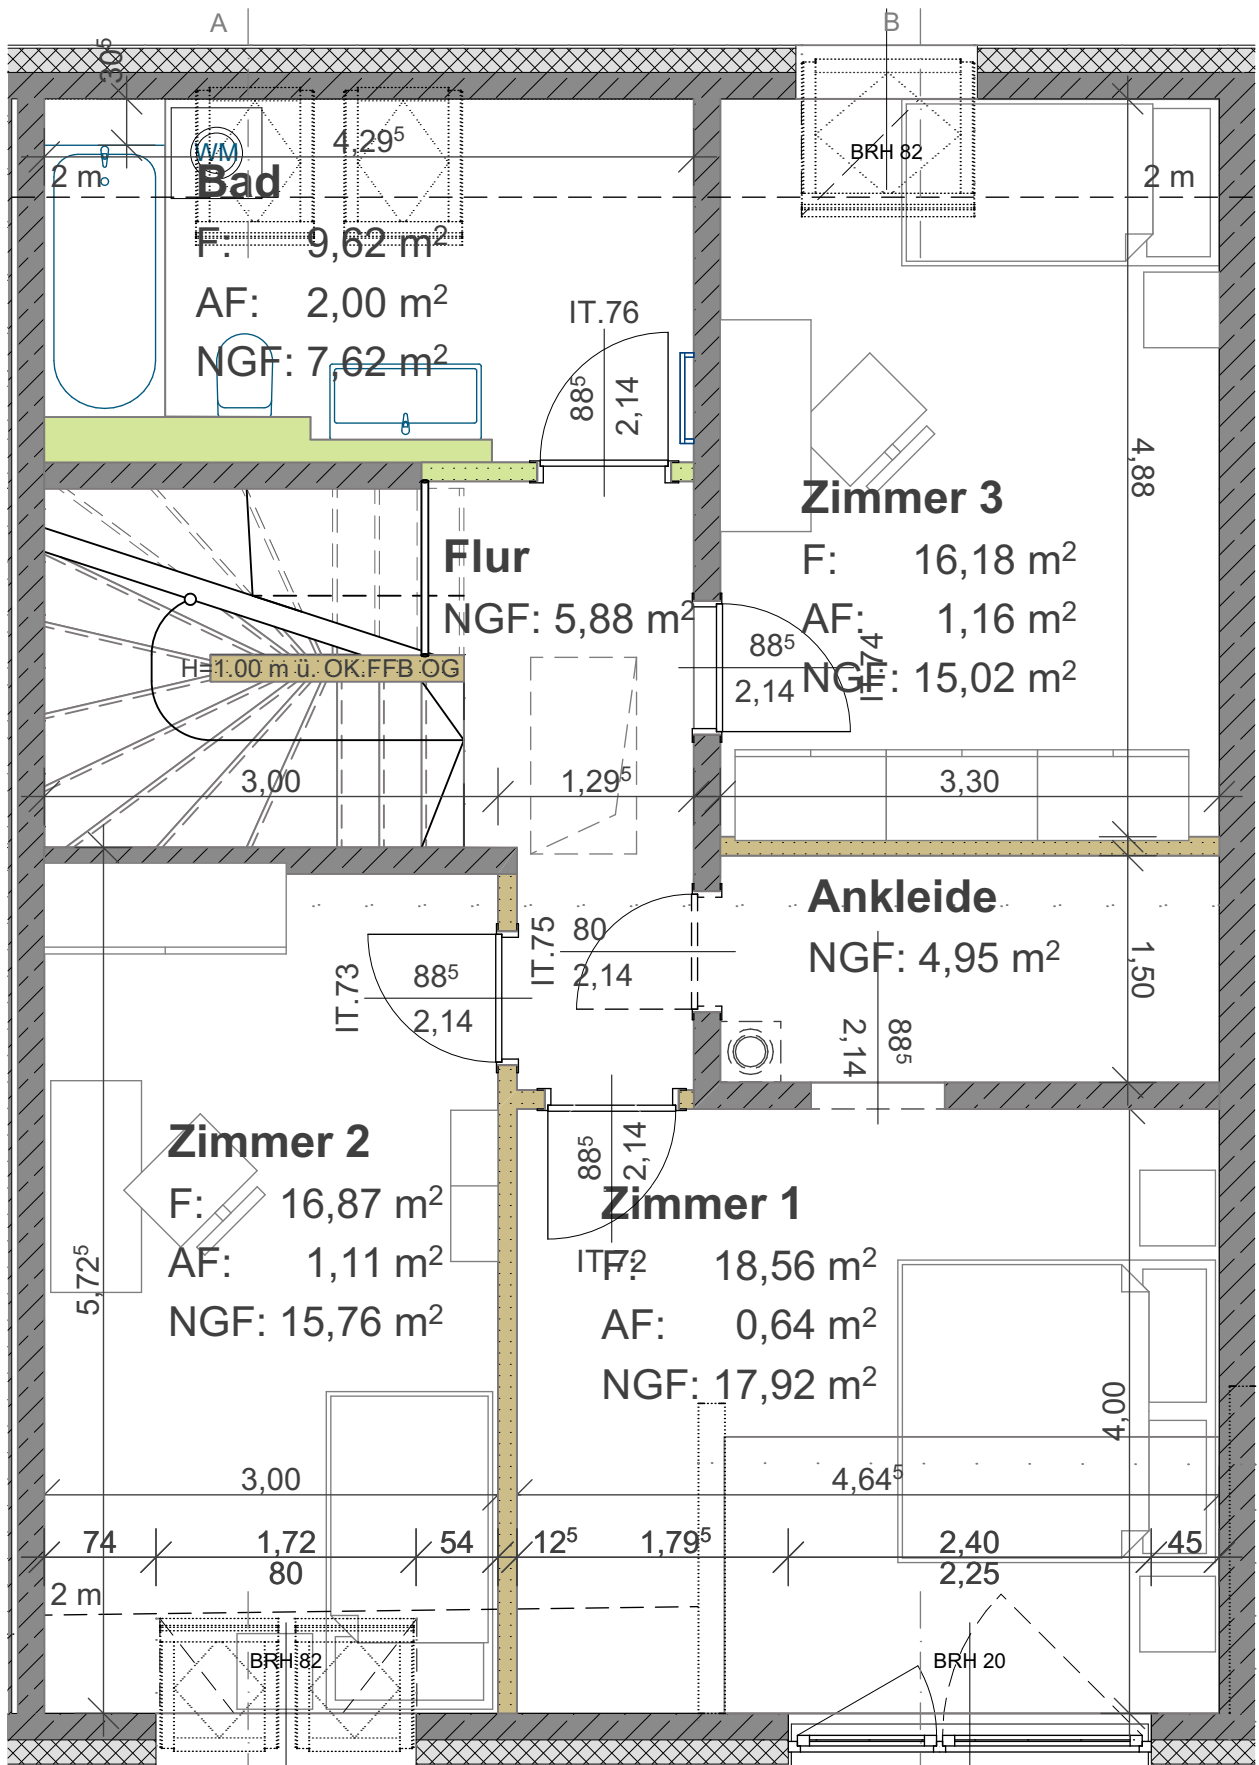 A
B
30⁵
4,29⁵
WM
BRH 82
2 m
Bad
2 m
F: 9,62 m²
AF: 2,00 m²
NGF: 7,62 m²
IT.76
88⁵
2,14
4,88
Zimmer 3
F: 16,18 m²
AF: 1,16 m²
NGF: 15,02 m²
Flur
NGF: 5,88 m²
88⁵
2,14
IT.74
H=1.00 m ü. OK.FFB OG
3,00
1,29⁵
3,30
Ankleide
NGF: 4,95 m²
IT.75
80
2,14
1,50
IT.73
88⁵
2,14
88⁵
2,14
Zimmer 2
F: 16,87 m²
AF: 1,11 m²
NGF: 15,76 m²
5,72⁵
88⁵
2,14
IT.72
Zimmer 1
F: 18,56 m²
AF: 0,64 m²
NGF: 17,92 m²
4,00
3,00
4,64⁵
74
1,72
80
54
12⁵
1,79⁵
2,40
2,25
45
2 m
BRH 82
BRH 20